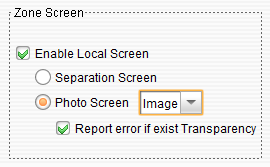 Zone Screen
Enable Local Screen
Separation Screen
Photo Screen Image
Report error if exist Transparency